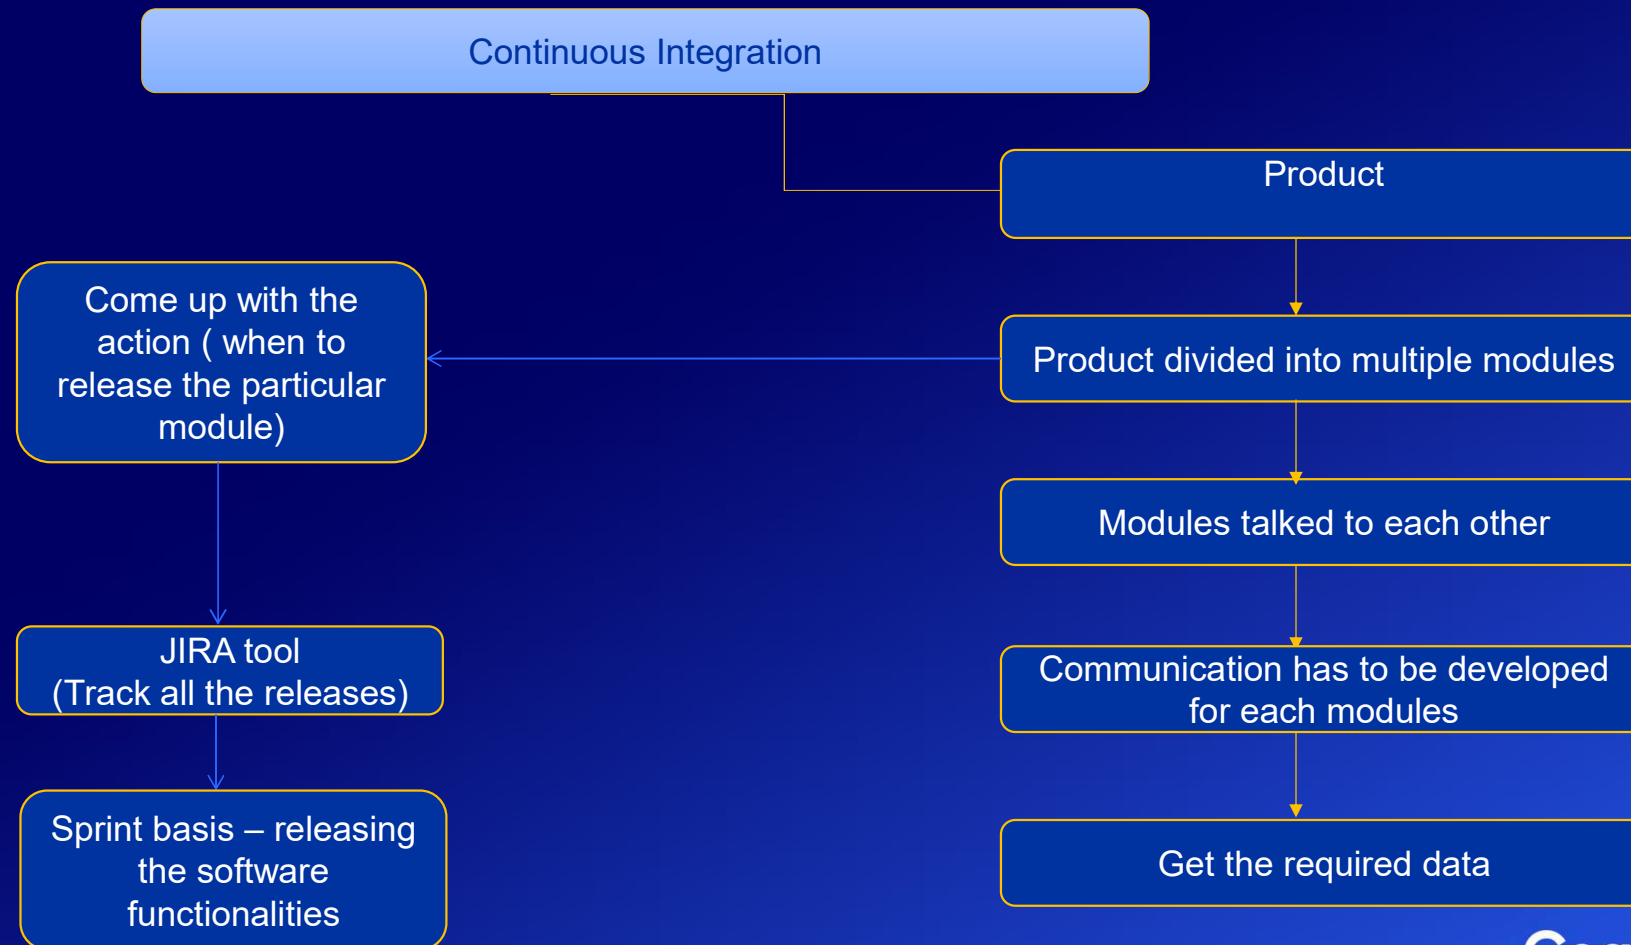 Continuous Integration
Product
Come up with the
action ( when to
release the particular
module)
Product divided into multiple modules
Modules talked to each other
JIRA tool
(Track all the releases)
Communication has to be developed
for each modules
Sprint basis – releasing
the software
functionalities
Get the required data